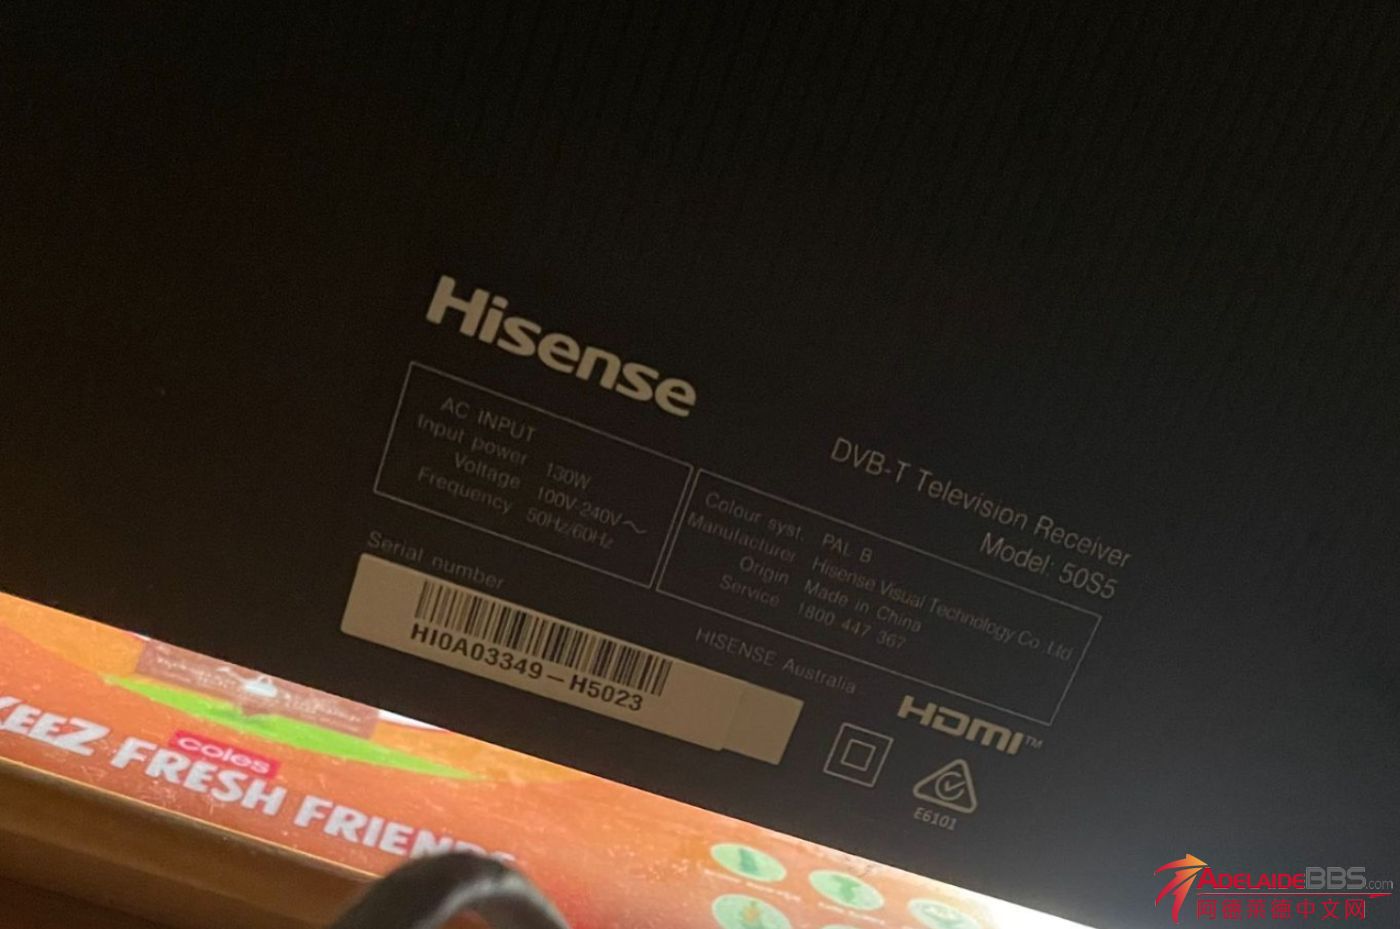 Hisense
DVB-T Television Receiver
Model: 50S5
AC INPUT
Input power 130W
Voltage 100V-240V～
Frequency 50Hz/60Hz
Colour syst. PAL B
Manufacturer Hisense Visual Technology Co., Ltd
Origin Made in China
Service 1800 447 367
HISENSE Australia
Serial number
HI0A03349-H5023
HDMI™
E6101
coles
KEEZ FRESH FRIENDS
ADELAIDEBBS.com
阿德莱德中文网